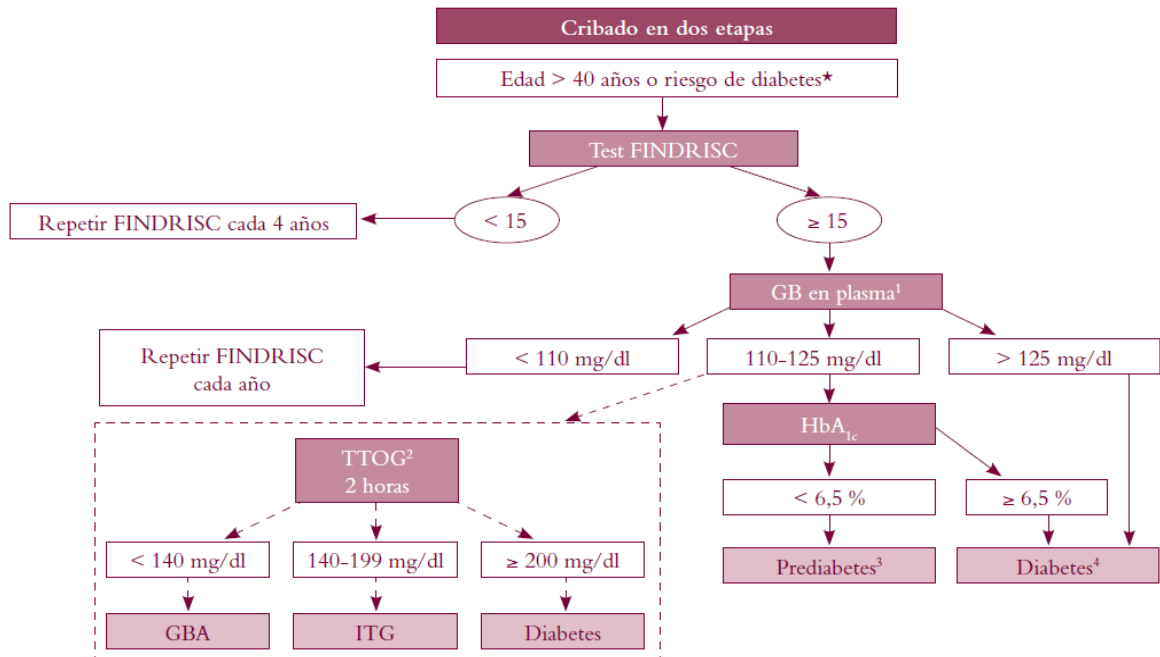 Cribado en dos etapas
Edad > 40 años o riesgo de diabetes★
Test FINDRISC
Repetir FINDRISC cada 4 años
< 15
≥ 15
GB en plasma¹
Repetir FINDRISC
cada año
< 110 mg/dl
110-125 mg/dl
> 125 mg/dl
HbA1c
TTOG²
2 horas
< 6,5 %
≥ 6,5 %
< 140 mg/dl
140-199 mg/dl
≥ 200 mg/dl
Prediabetes³
Diabetes⁴
GBA
ITG
Diabetes